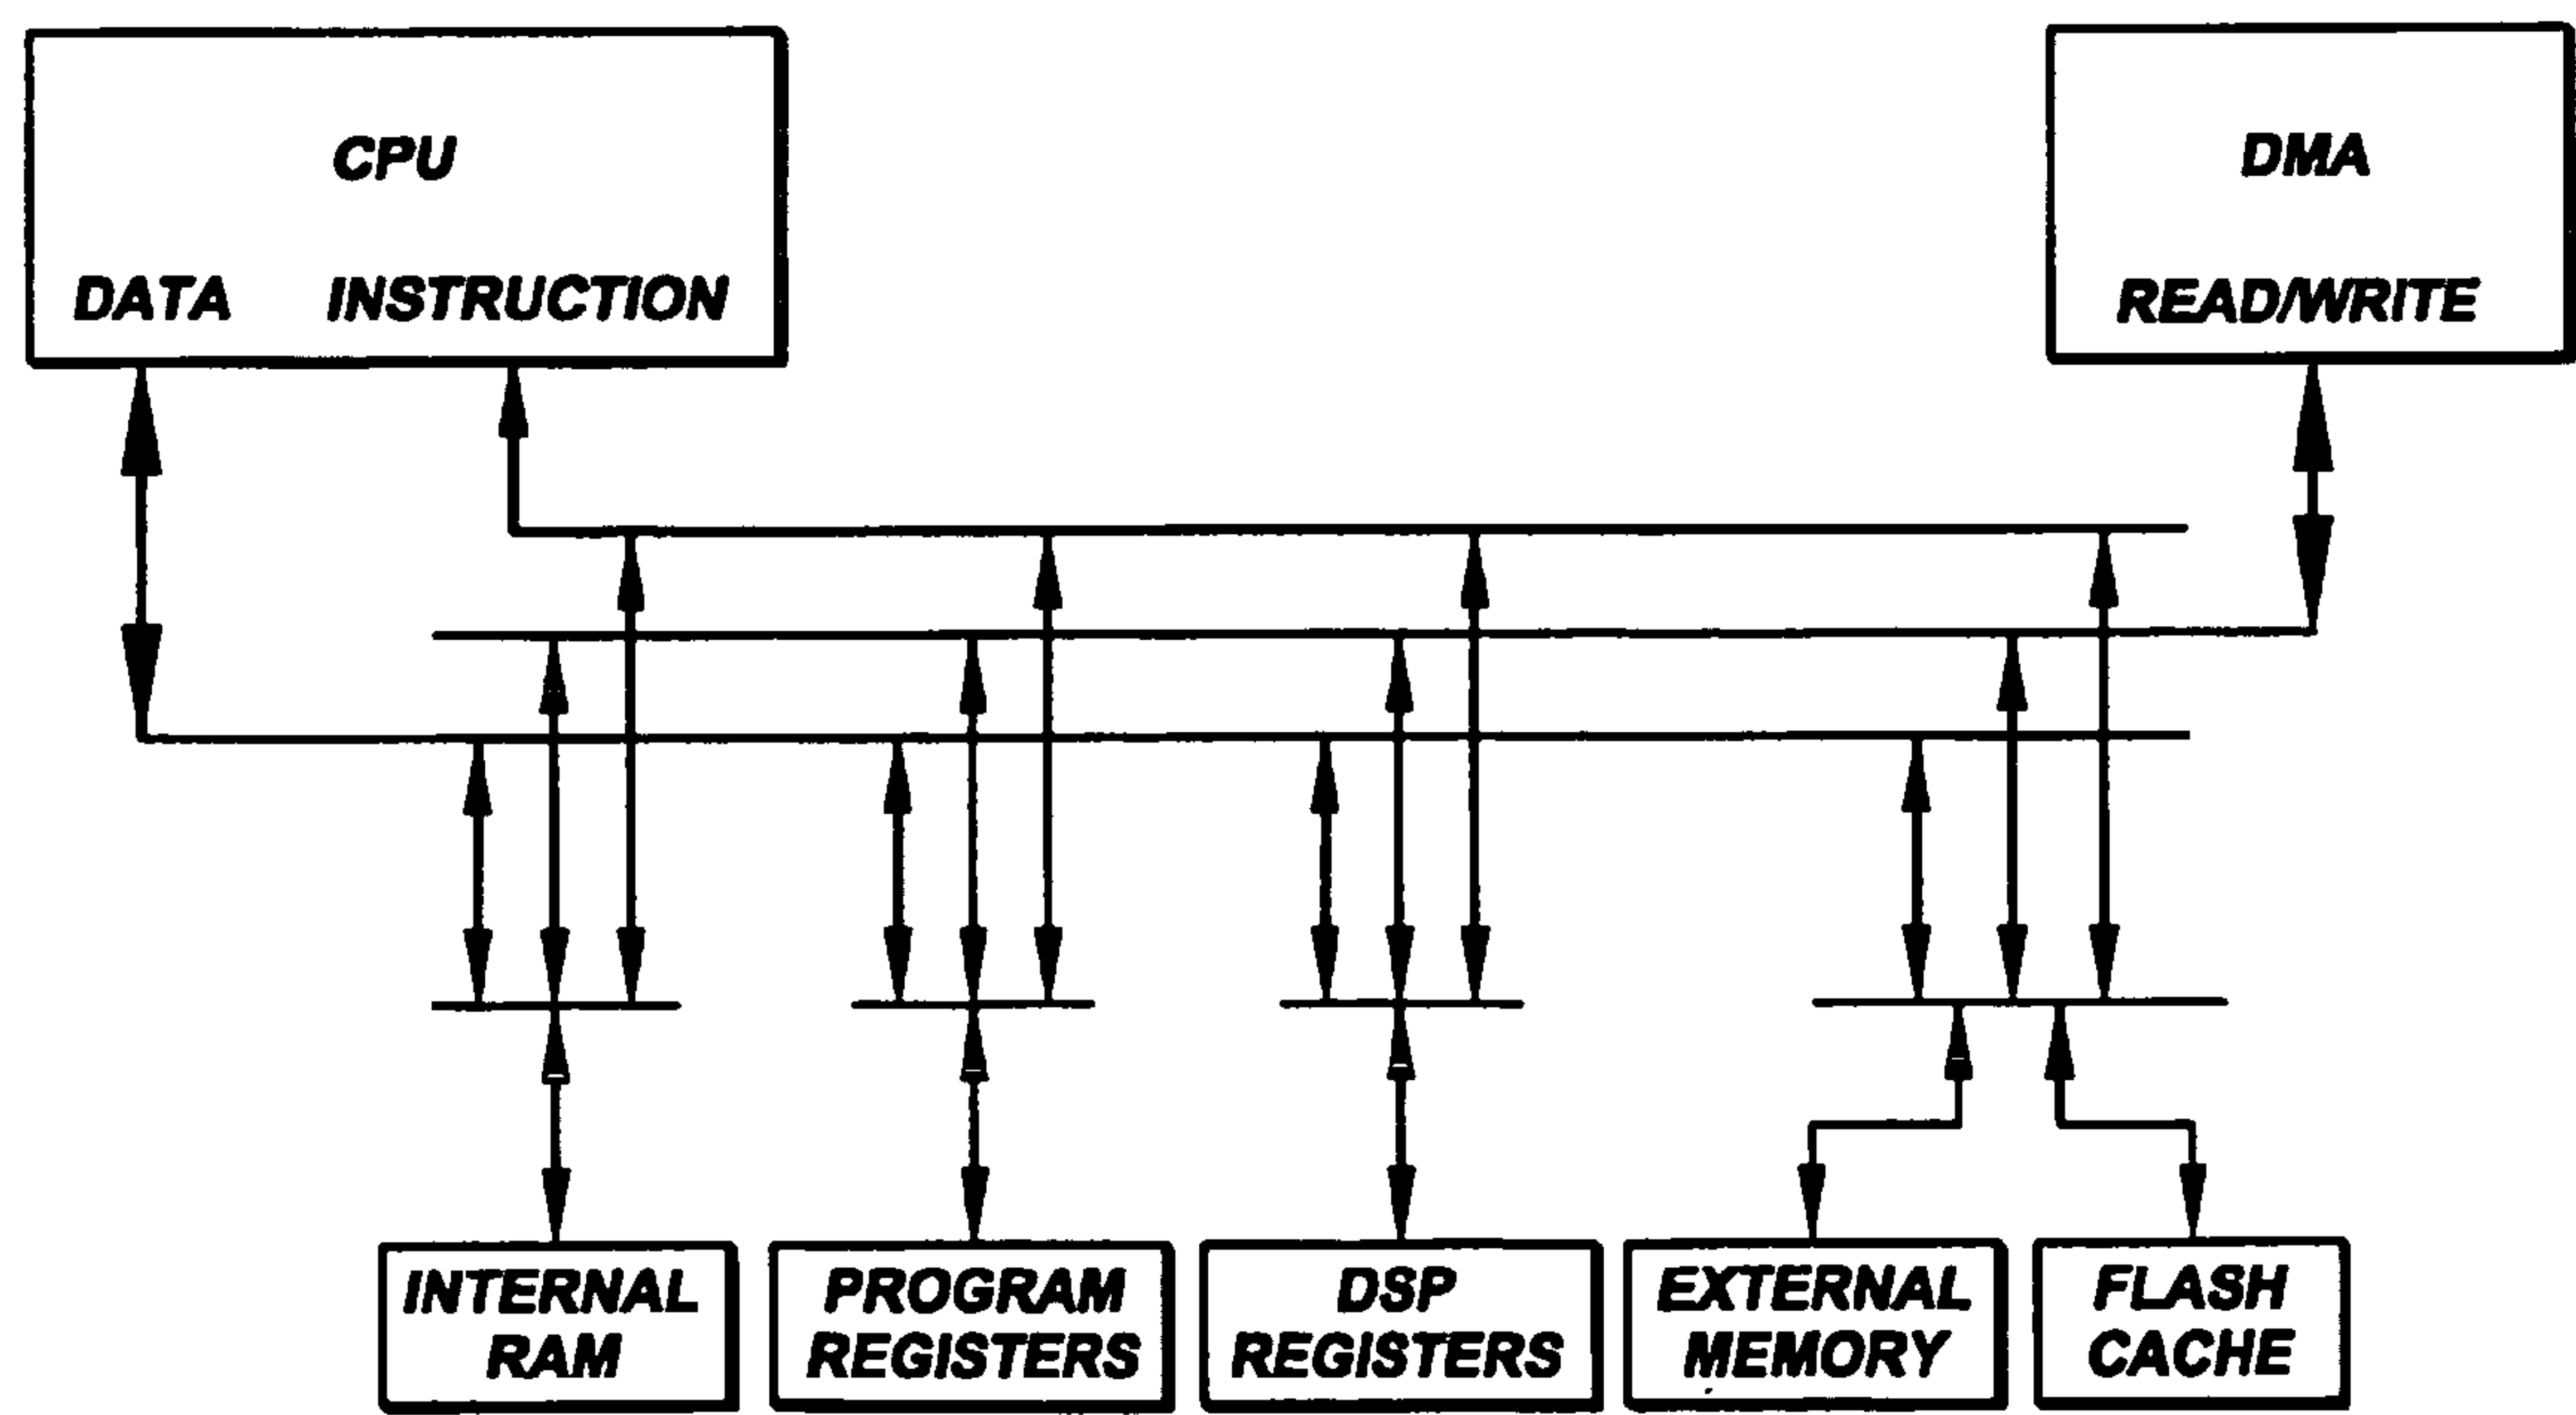 CPU
DATA INSTRUCTION
DMA
READ/WRITE
INTERNAL
RAM
PROGRAM
REGISTERS
DSP
REGISTERS
EXTERNAL
MEMORY
FLASH
CACHE